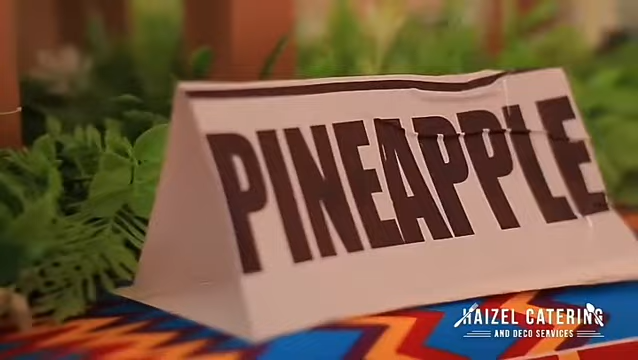 PINEAPPLE
HAIZEL CATERING
AND DECO SERVICES